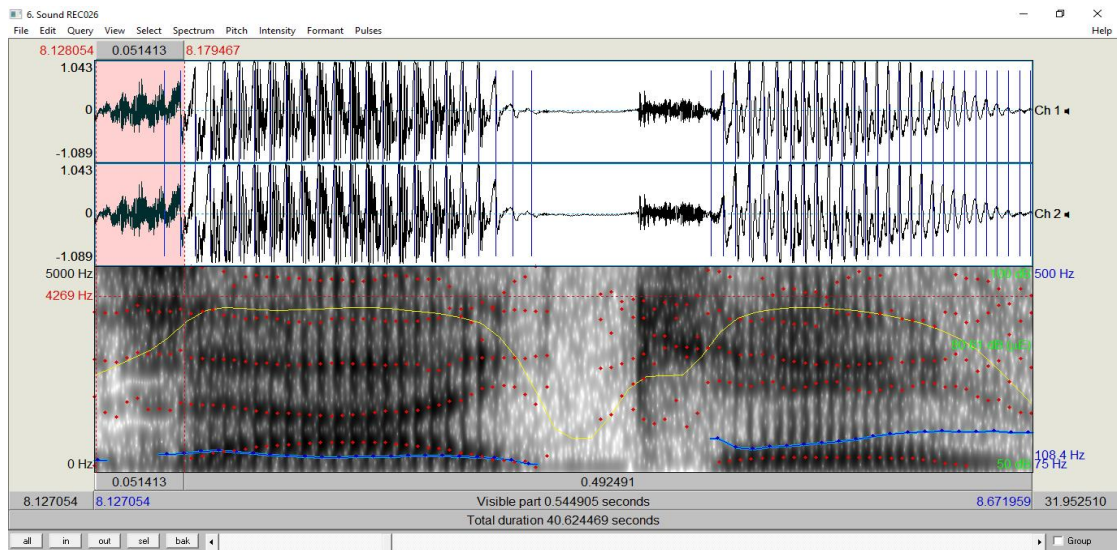 6. Sound REC026
File Edit Query View Select Spectrum Pitch Intensity Formant Pulses Help
8.128054 0.051413 8.179467
1.043
0
-1.089
Ch 1
1.043
0
-1.089
Ch 2
5000 Hz 500 Hz
4269 Hz
0 Hz 50 dB 108.4 Hz
75 Hz
0.051413 0.492491
8.127054 8.127054 Visible part 0.544905 seconds 8.671959 31.952510
Total duration 40.624469 seconds
all in out sel bak Group